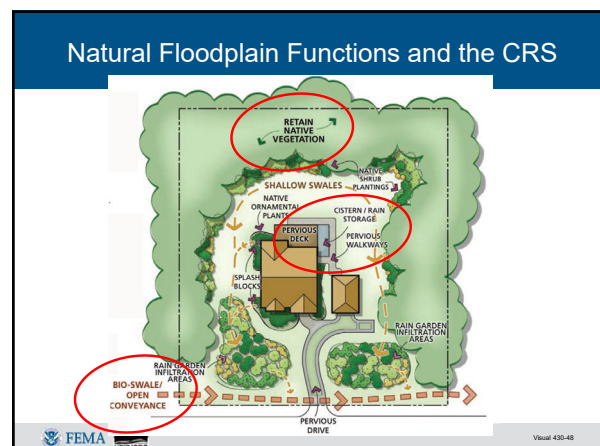 Natural Floodplain Functions and the CRS
RETAIN
NATIVE
VEGETATION
NATIVE
SHRUB
PLANTINGS
SHALLOW SWALES
NATIVE
ORNAMENTAL
PLANTS
CISTERN / RAIN
STORAGE
PERVIOUS
DECK
PERVIOUS
WALKWAYS
SPLASH
BLOCKS
RAIN GARDEN
INFILTRATION
AREAS
RAIN GARDEN
INFILTRATION
AREAS
BIO-SWALE/
OPEN
CONVEYANCE
PERVIOUS
DRIVE
FEMA
Visual 430-48